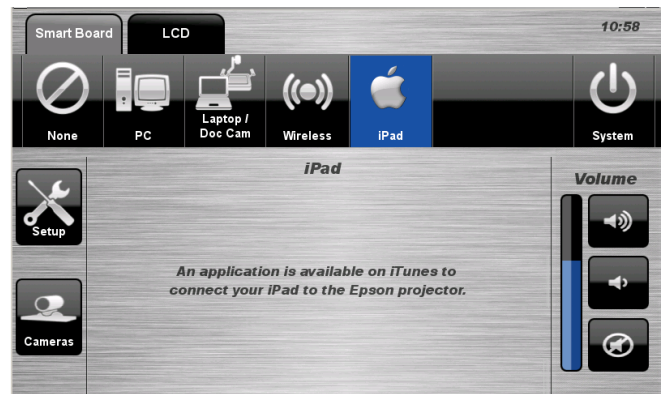 Smart Board
LCD
10:58
None
PC
Laptop /
Doc Cam
Wireless
iPad
System
iPad
Volume
Setup
An application is available on iTunes to
connect your iPad to the Epson projector.
Cameras